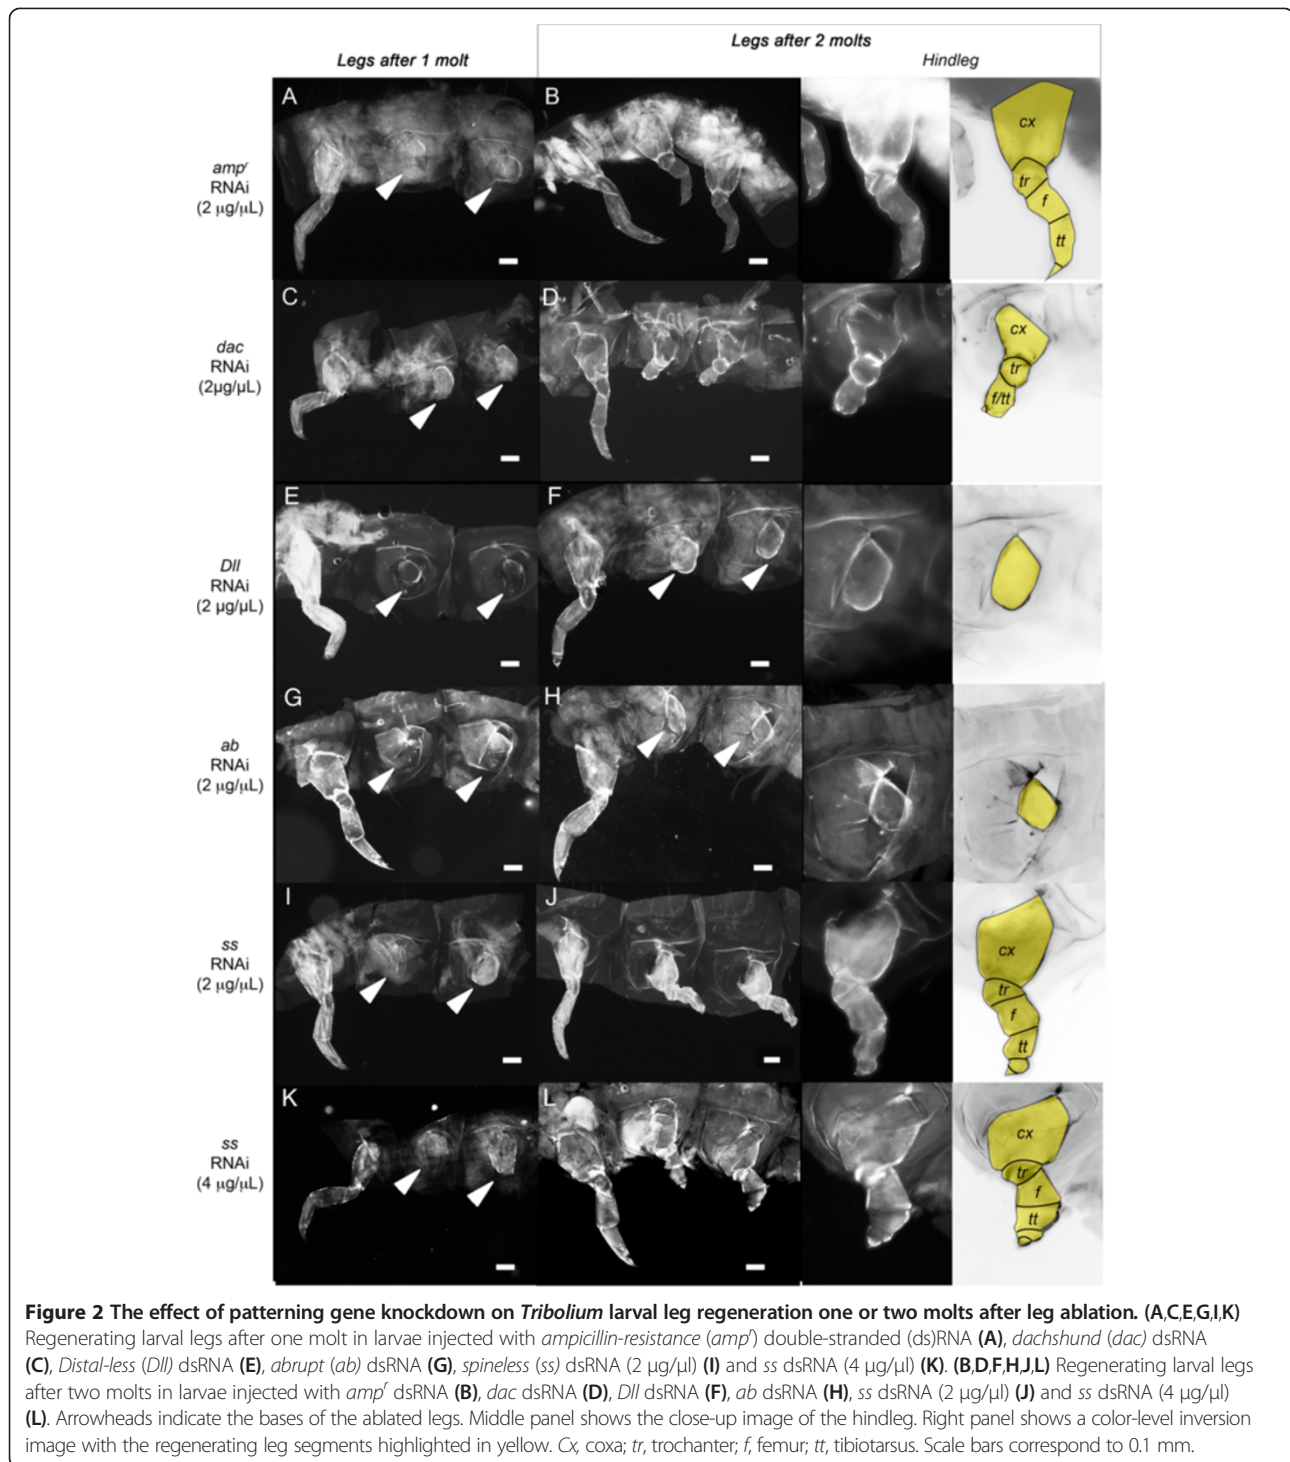 Legs after 1 molt
Legs after 2 molts
Hindleg
ampʳ
RNAi
(2 µg/µL)
A
B
cx
tr
f
tt
dac
RNAi
(2µg/µL)
C
D
cx
tr
f/tt
Dll
RNAi
(2 µg/µL)
E
F
ab
RNAi
(2 µg/µL)
G
H
ss
RNAi
(2 µg/µL)
I
J
cx
tr
f
tt
ss
RNAi
(4 µg/µL)
K
L
cx
tr
f
tt
Figure 2 The effect of patterning gene knockdown on Tribolium larval leg regeneration one or two molts after leg ablation. (A,C,E,G,I,K)
Regenerating larval legs after one molt in larvae injected with ampicillin-resistance (ampʳ) double-stranded (ds)RNA (A), dachshund (dac) dsRNA
(C), Distal-less (Dll) dsRNA (E), abrupt (ab) dsRNA (G), spineless (ss) dsRNA (2 µg/µl) (I) and ss dsRNA (4 µg/µl) (K). (B,D,F,H,J,L) Regenerating larval legs
after two molts in larvae injected with ampʳ dsRNA (B), dac dsRNA (D), Dll dsRNA (F), ab dsRNA (H), ss dsRNA (2 µg/µl) (J) and ss dsRNA (4 µg/µl)
(L). Arrowheads indicate the bases of the ablated legs. Middle panel shows the close-up image of the hindleg. Right panel shows a color-level inversion
image with the regenerating leg segments highlighted in yellow. Cx, coxa; tr, trochanter; f, femur; tt, tibiotarsus. Scale bars correspond to 0.1 mm.